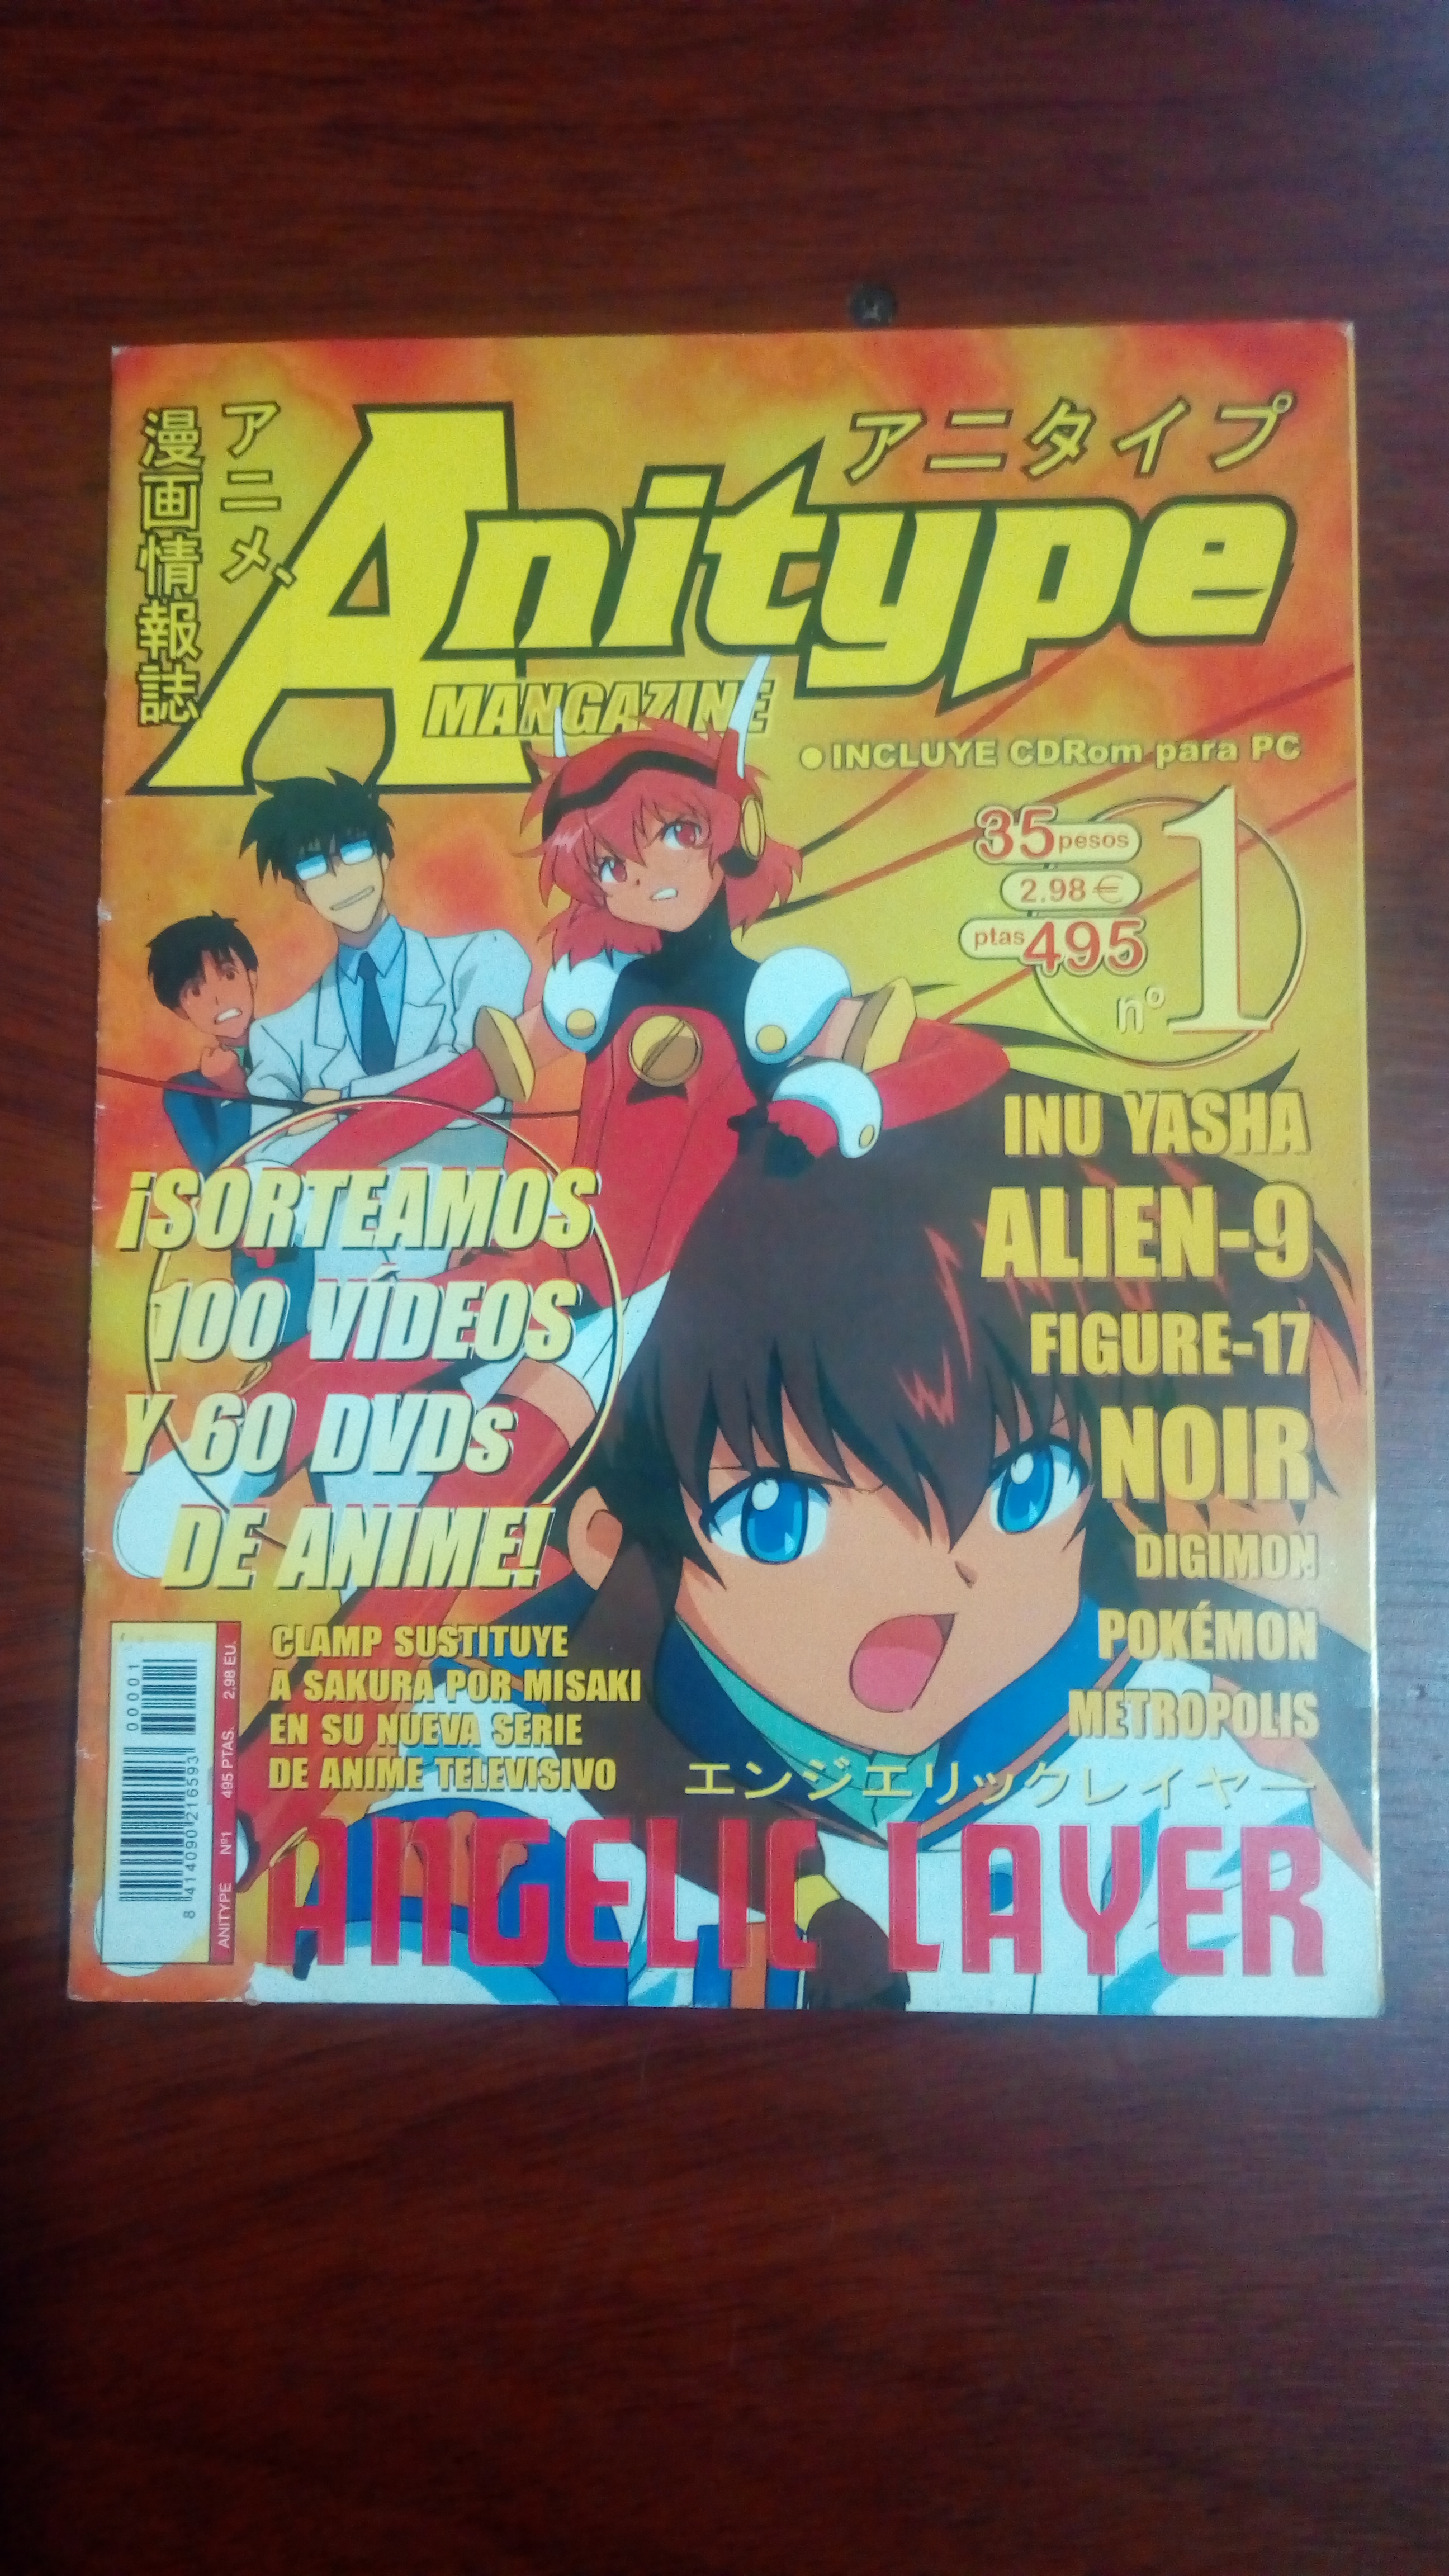 アニメ、
漫画情報誌
アニタイプ
Anitype
MANGAZINE
INCLUYE CDRom para PC
35 pesos
2.98 €
ptas 495
nº 1
INU YASHA
ALIEN-9
FIGURE-17
NOIR
DIGIMON
POKÉMON
METROPOLIS
¡SORTEAMOS
100 VÍDEOS
Y 60 DVDs
DE ANIME!
CLAMP SUSTITUYE
A SAKURA POR MISAKI
EN SU NUEVA SERIE
DE ANIME TELEVISIVO
エンジエリックレイヤー
ANGELIC LAYER
ANITYPE Nº1 495 PTAS. 2,98 EU.
8 414090 216593
00001